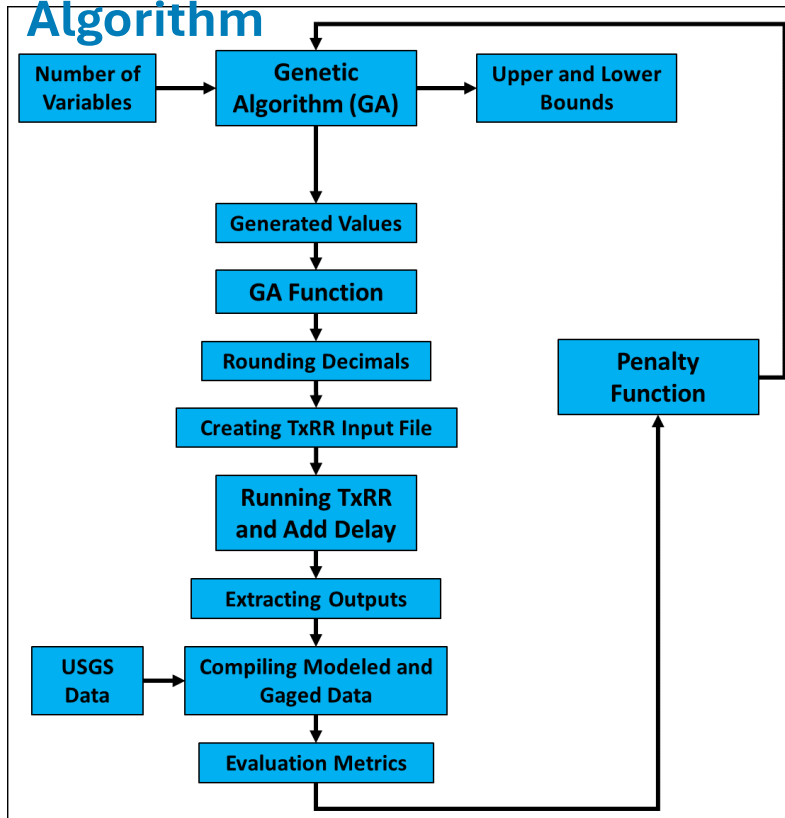 Algorithm
Number of
Variables
Genetic
Algorithm (GA)
Upper and Lower
Bounds
Generated Values
GA Function
Rounding Decimals
Penalty
Function
Creating TxRR Input File
Running TxRR
and Add Delay
Extracting Outputs
USGS
Data
Compiling Modeled and
Gaged Data
Evaluation Metrics